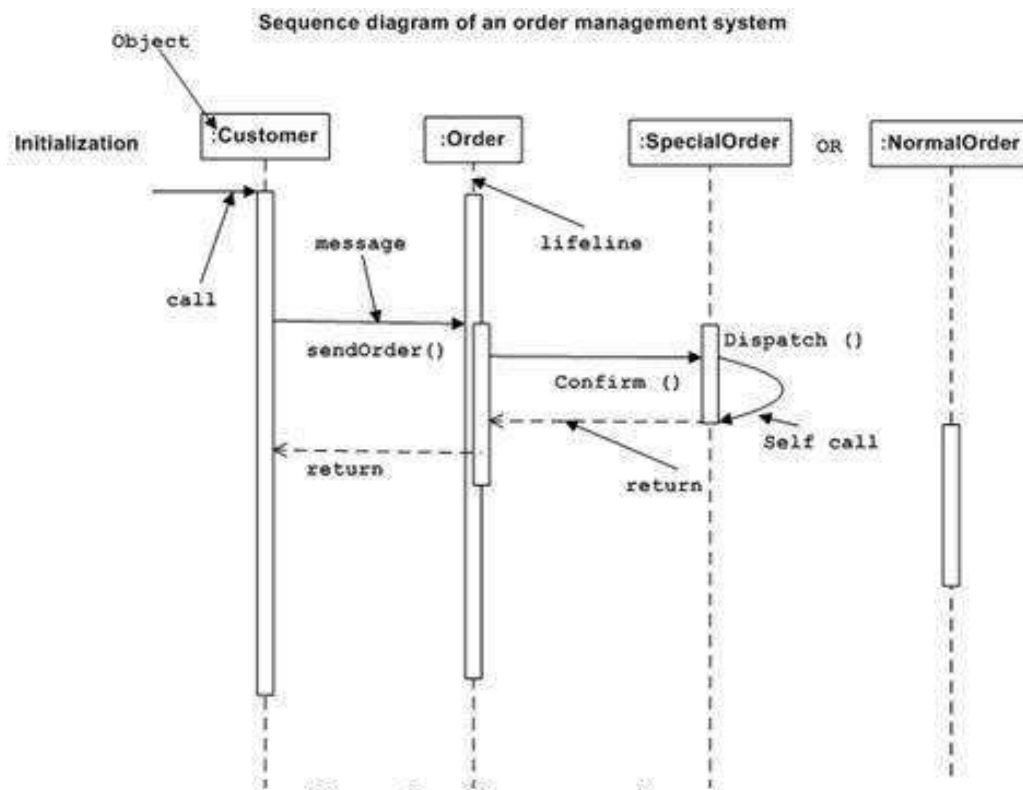 Sequence diagram of an order management system
Object
Initialization
:Customer
:Order
:SpecialOrder
OR
:NormalOrder
message
lifeline
call
sendOrder()
Dispatch ()
Confirm ()
Self call
return
return